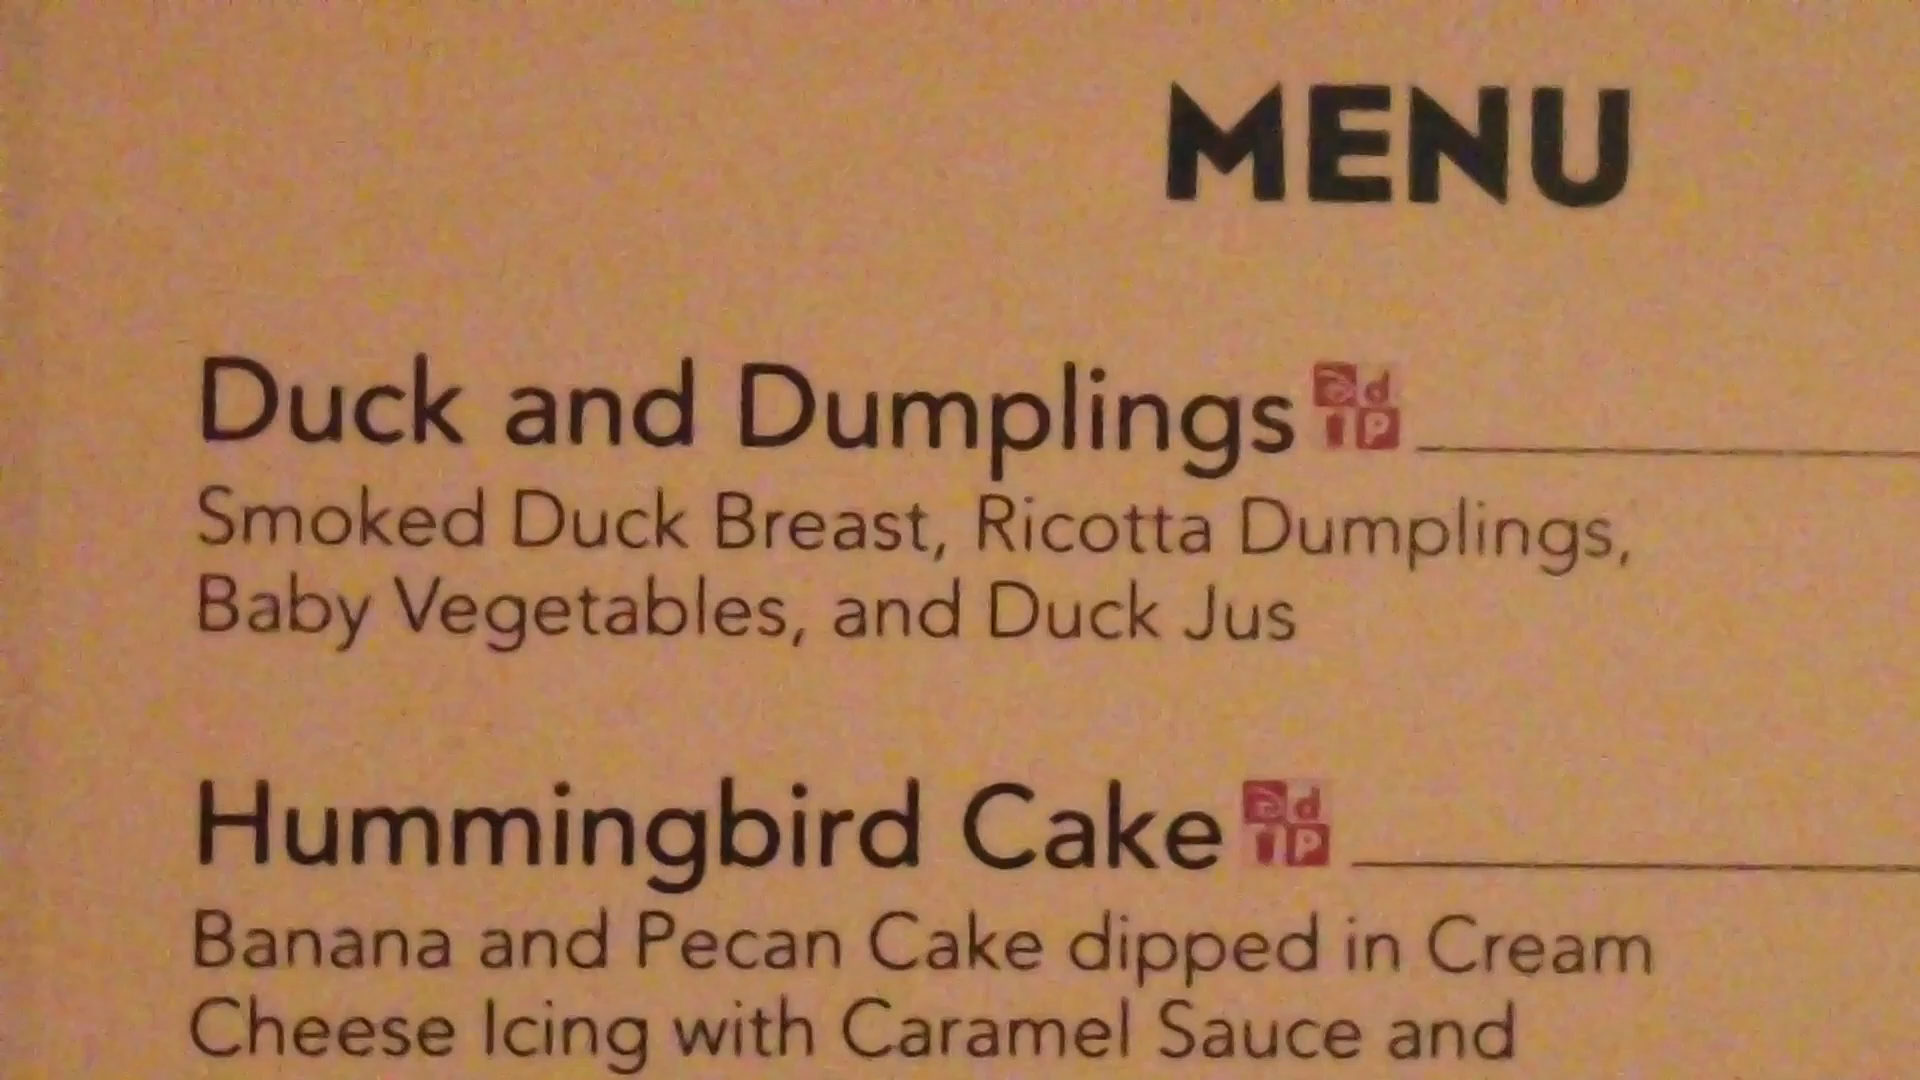 MENU
Duck and Dumplings
Smoked Duck Breast, Ricotta Dumplings,
Baby Vegetables, and Duck Jus
Hummingbird Cake
Banana and Pecan Cake dipped in Cream
Cheese Icing with Caramel Sauce and